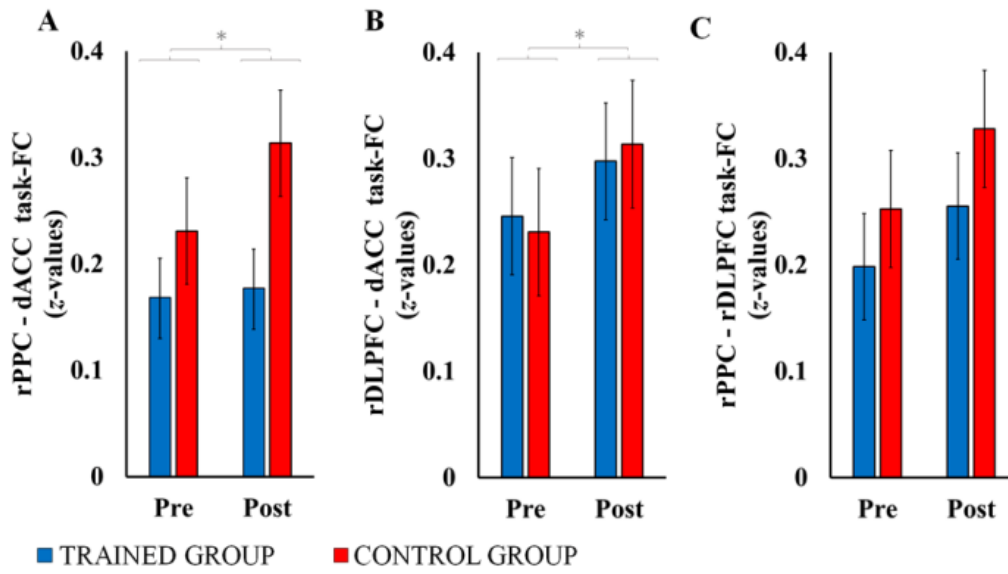 A
rPPC - dACC task-FC
(z-values)
0.4
0.3
0.2
0.1
0
*
Pre
Post
B
rDLPFC - dACC task-FC
(z-values)
0.4
0.3
0.2
0.1
0
*
Pre
Post
C
rPPC - rDLPFC task-FC
(z-values)
0.4
0.3
0.2
0.1
0
Pre
Post
TRAINED GROUP
CONTROL GROUP